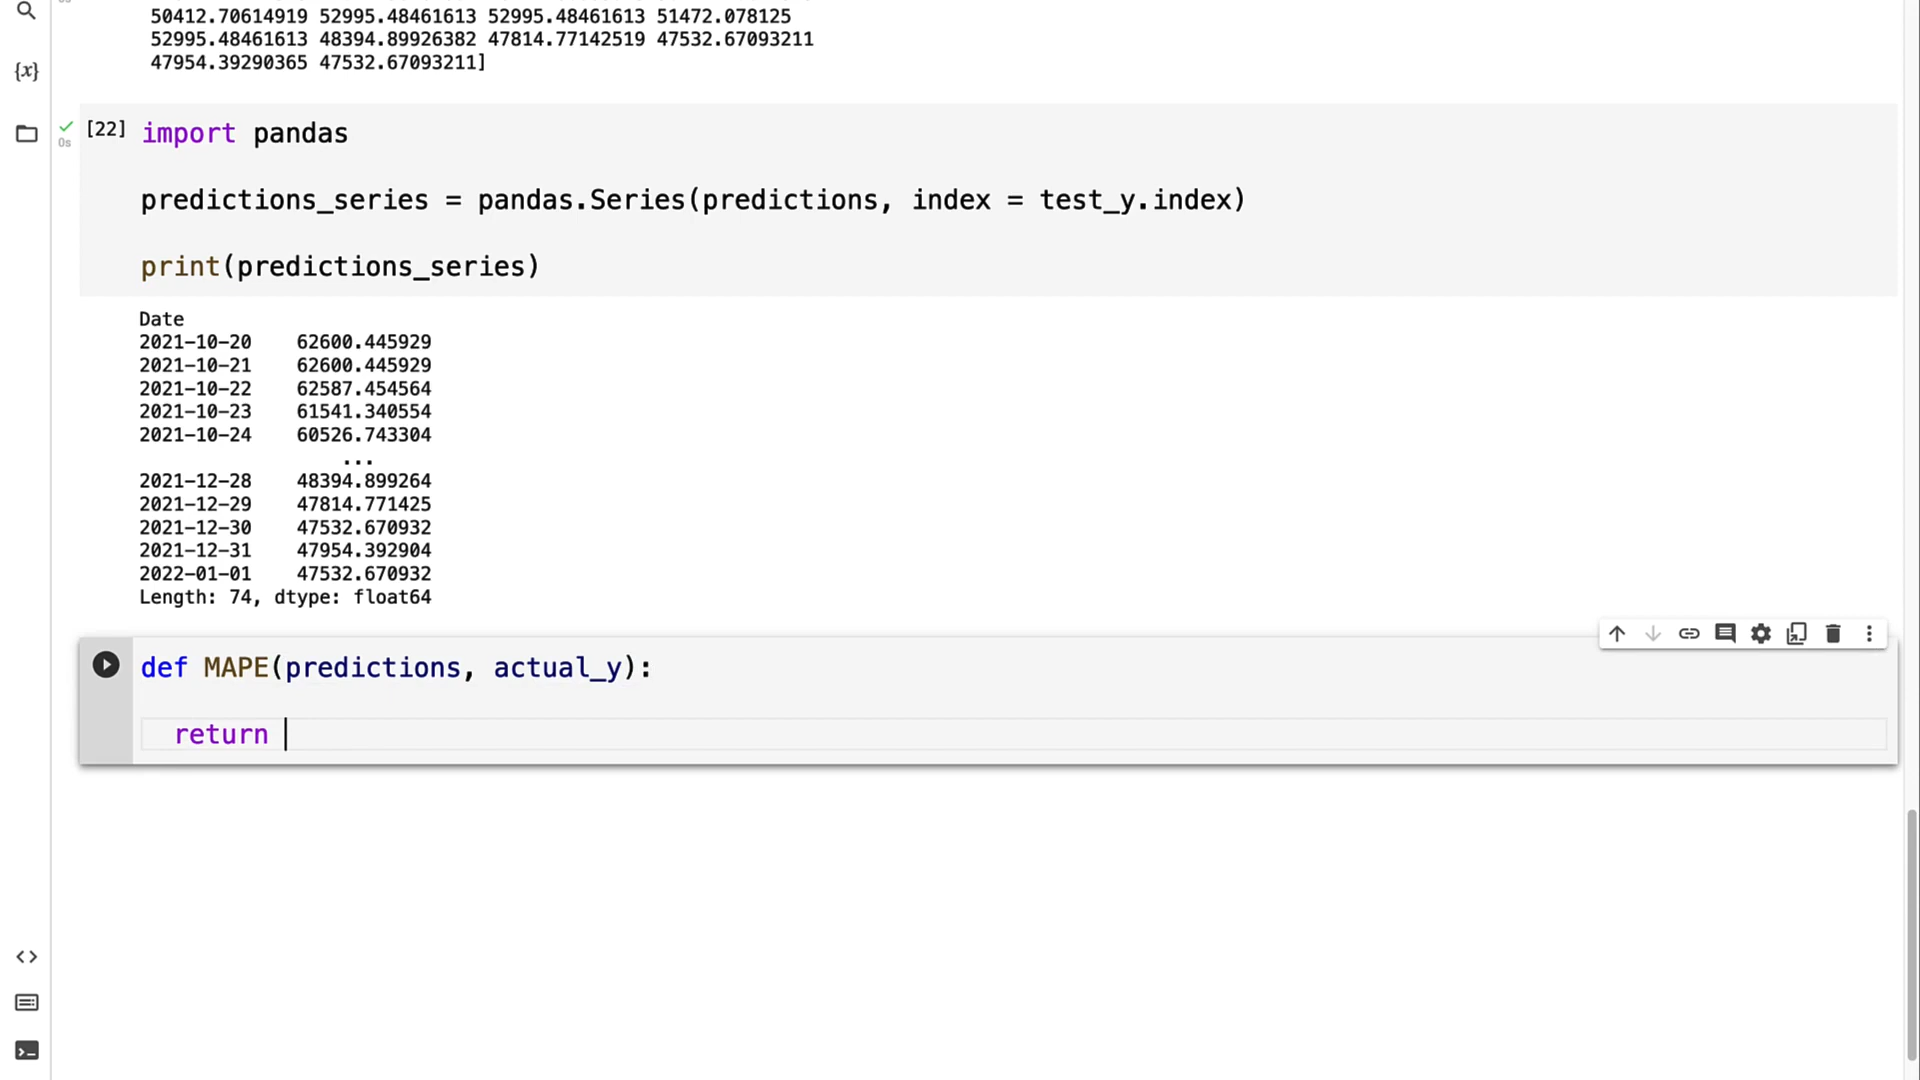 50412.70614919 52995.48461613 52995.48461613 51472.078125
52995.48461613 48394.89926382 47814.77142519 47532.67093211
47954.39290365 47532.67093211]
{x}
[22] import pandas
0s
predictions_series = pandas.Series(predictions, index = test_y.index)
print(predictions_series)
Date
2021-10-20 62600.445929
2021-10-21 62600.445929
2021-10-22 62587.454564
2021-10-23 61541.340554
2021-10-24 60526.743304
...
2021-12-28 48394.899264
2021-12-29 47814.771425
2021-12-30 47532.670932
2021-12-31 47954.392904
2022-01-01 47532.670932
Length: 74, dtype: float64
def MAPE(predictions, actual_y):
return